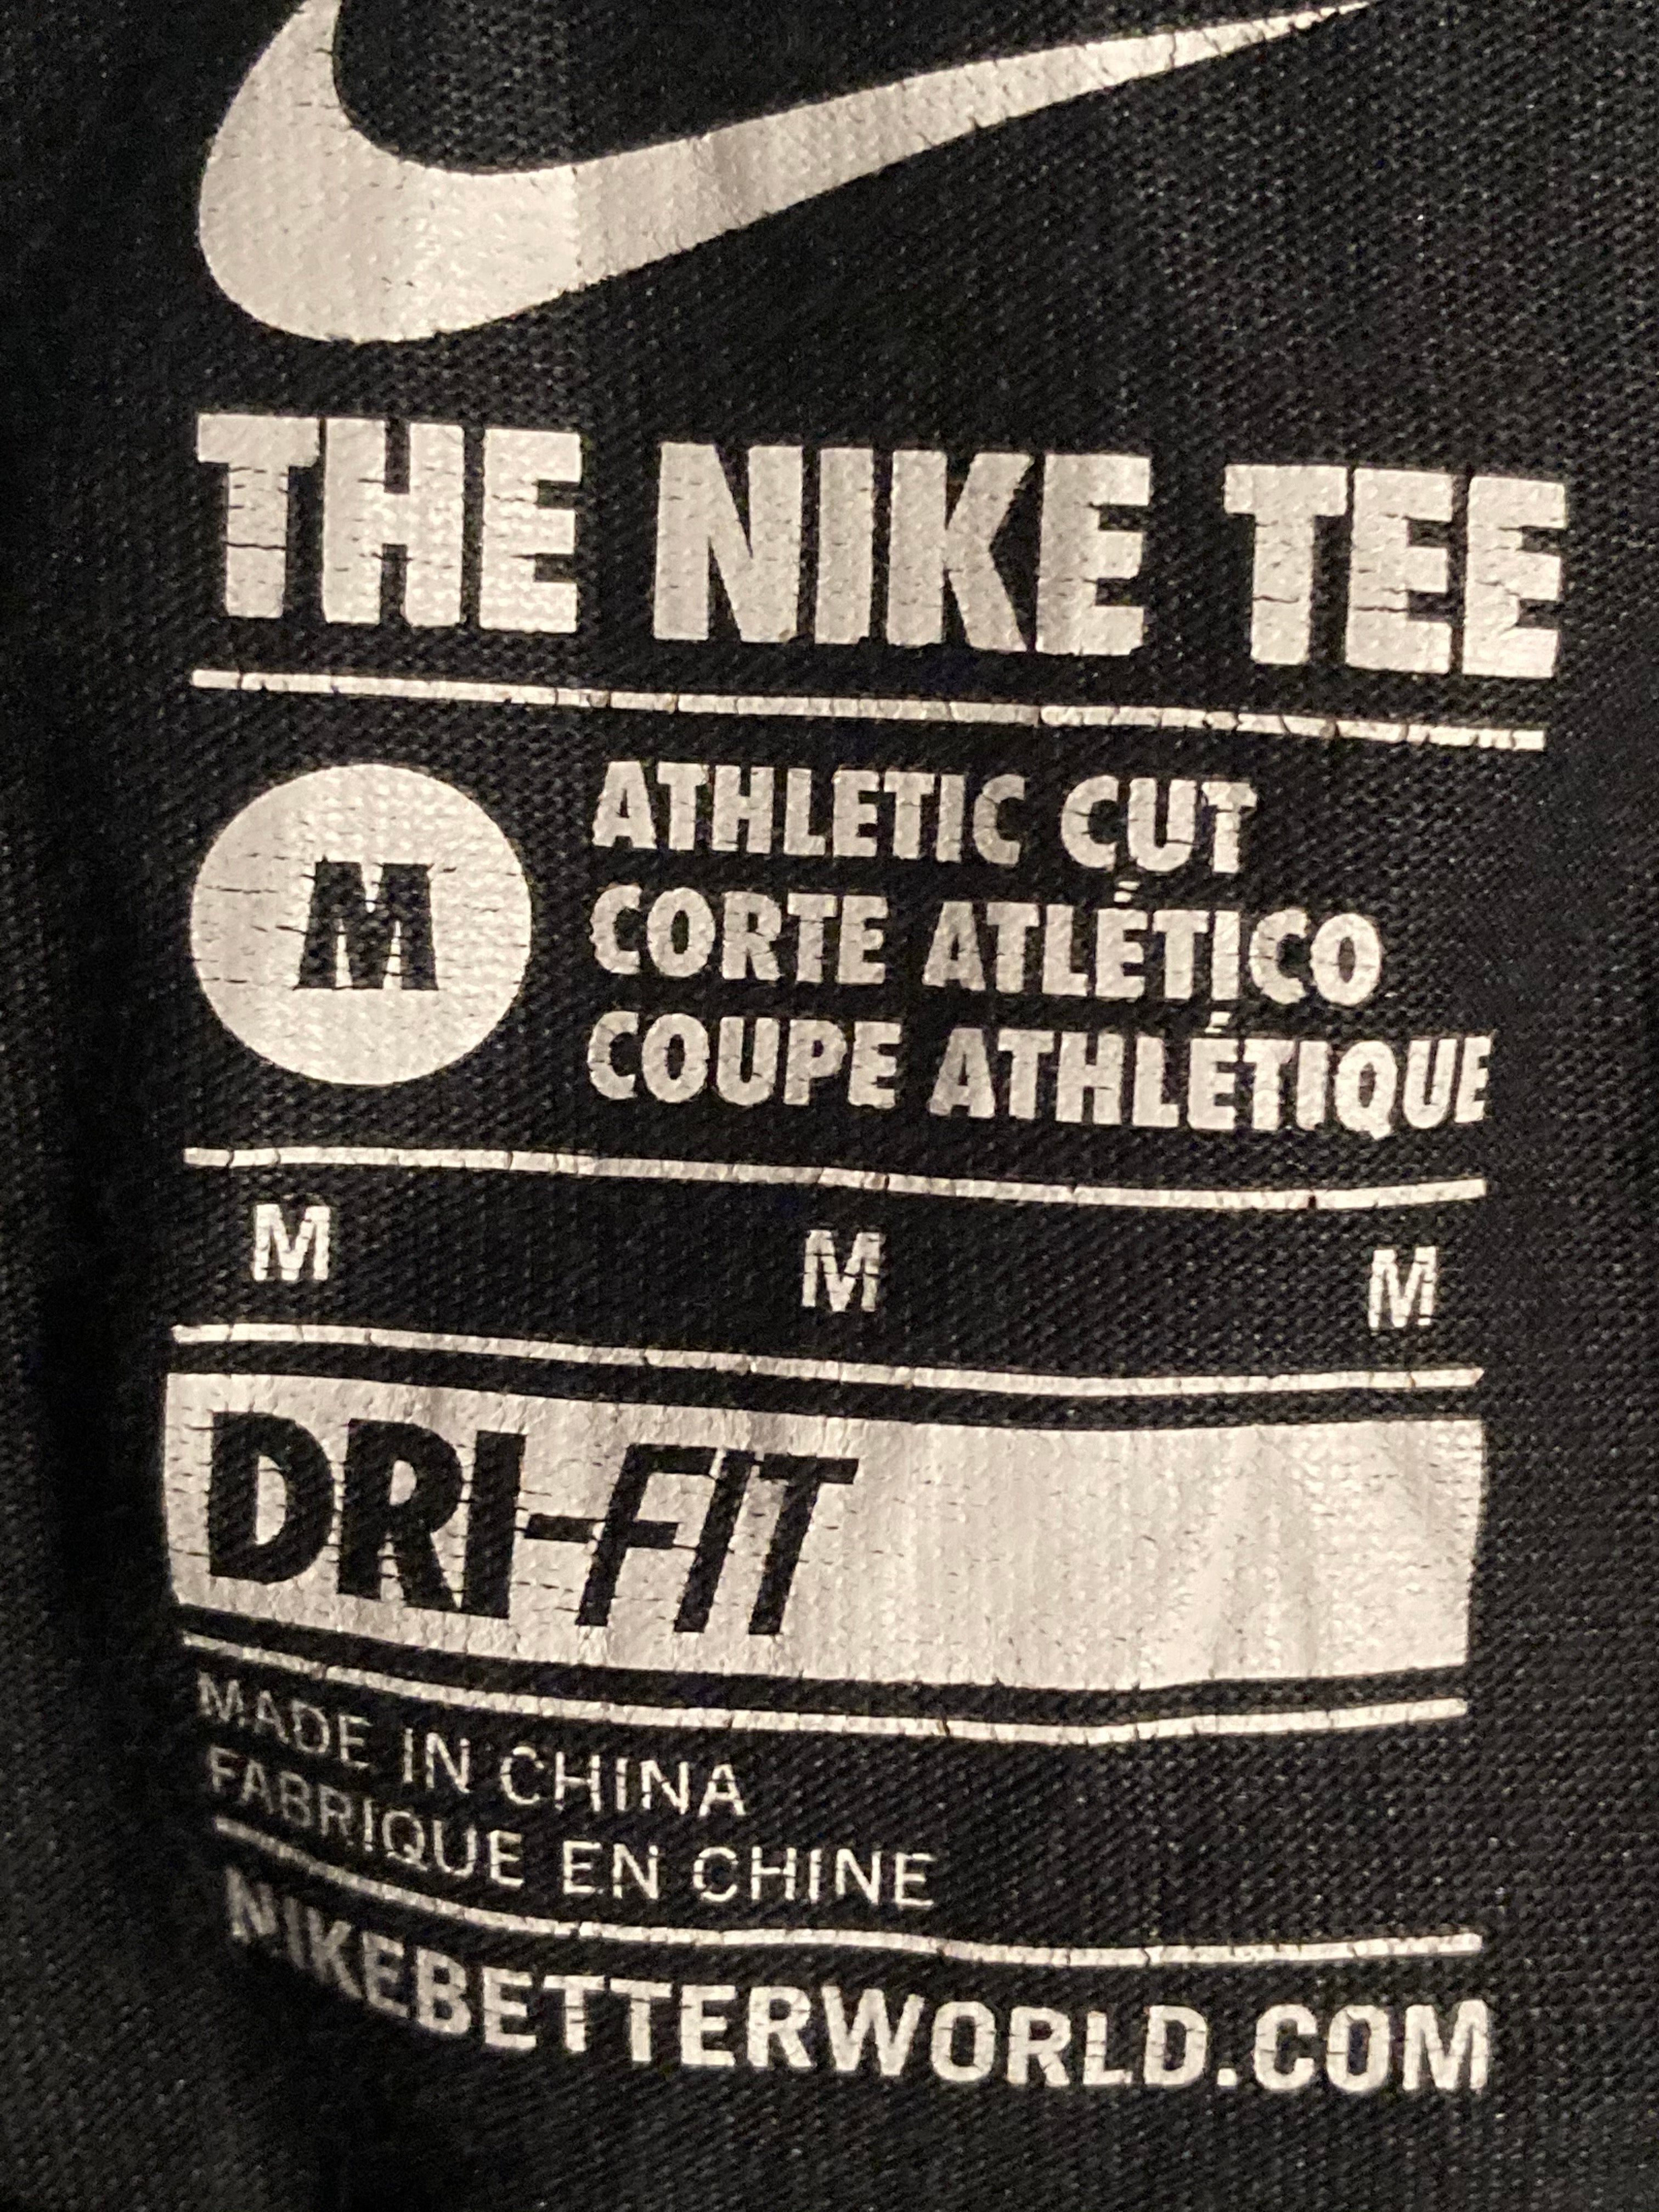 THE NIKE TEE
M
ATHLETIC CUT
CORTE ATLÉTICO
COUPE ATHLÉTIQUE
M M M
DRI-FIT
MADE IN CHINA
FABRIQUE EN CHINE
NIKEBETTERWORLD.COM